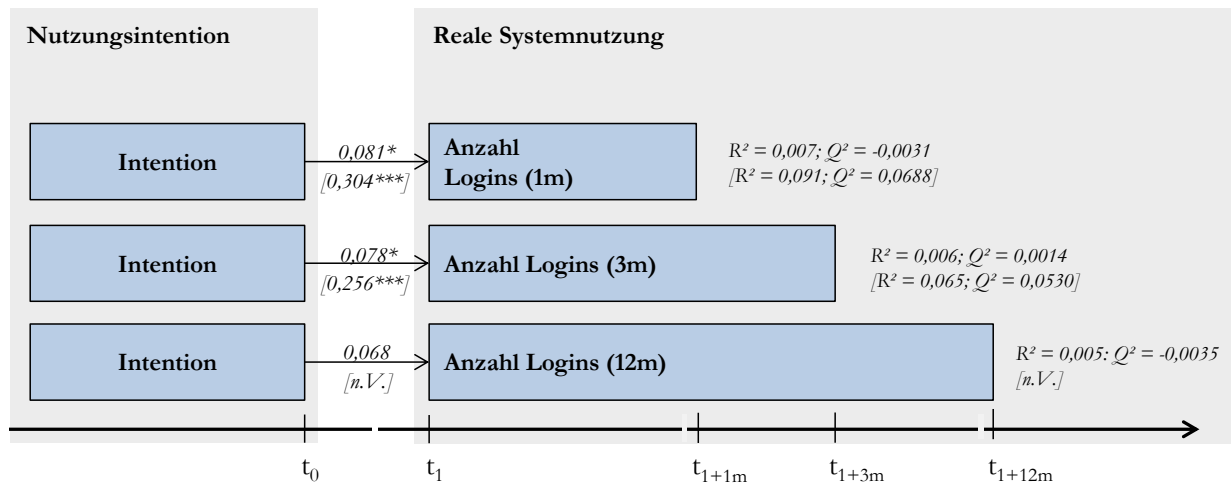 Nutzungsintention
Reale Systemnutzung
Intention
0,081*
[0,304***]
Anzahl
Logins (1m)
R² = 0,007; Q² = -0,0031
[R² = 0,091; Q² = 0,0688]
Intention
0,078*
[0,256***]
Anzahl Logins (3m)
R² = 0,006; Q² = 0,0014
[R² = 0,065; Q² = 0,0530]
Intention
0,068
[n.V.]
Anzahl Logins (12m)
R² = 0,005: Q² = -0,0035
[n.V.]
t0
t1
t1+1m
t1+3m
t1+12m